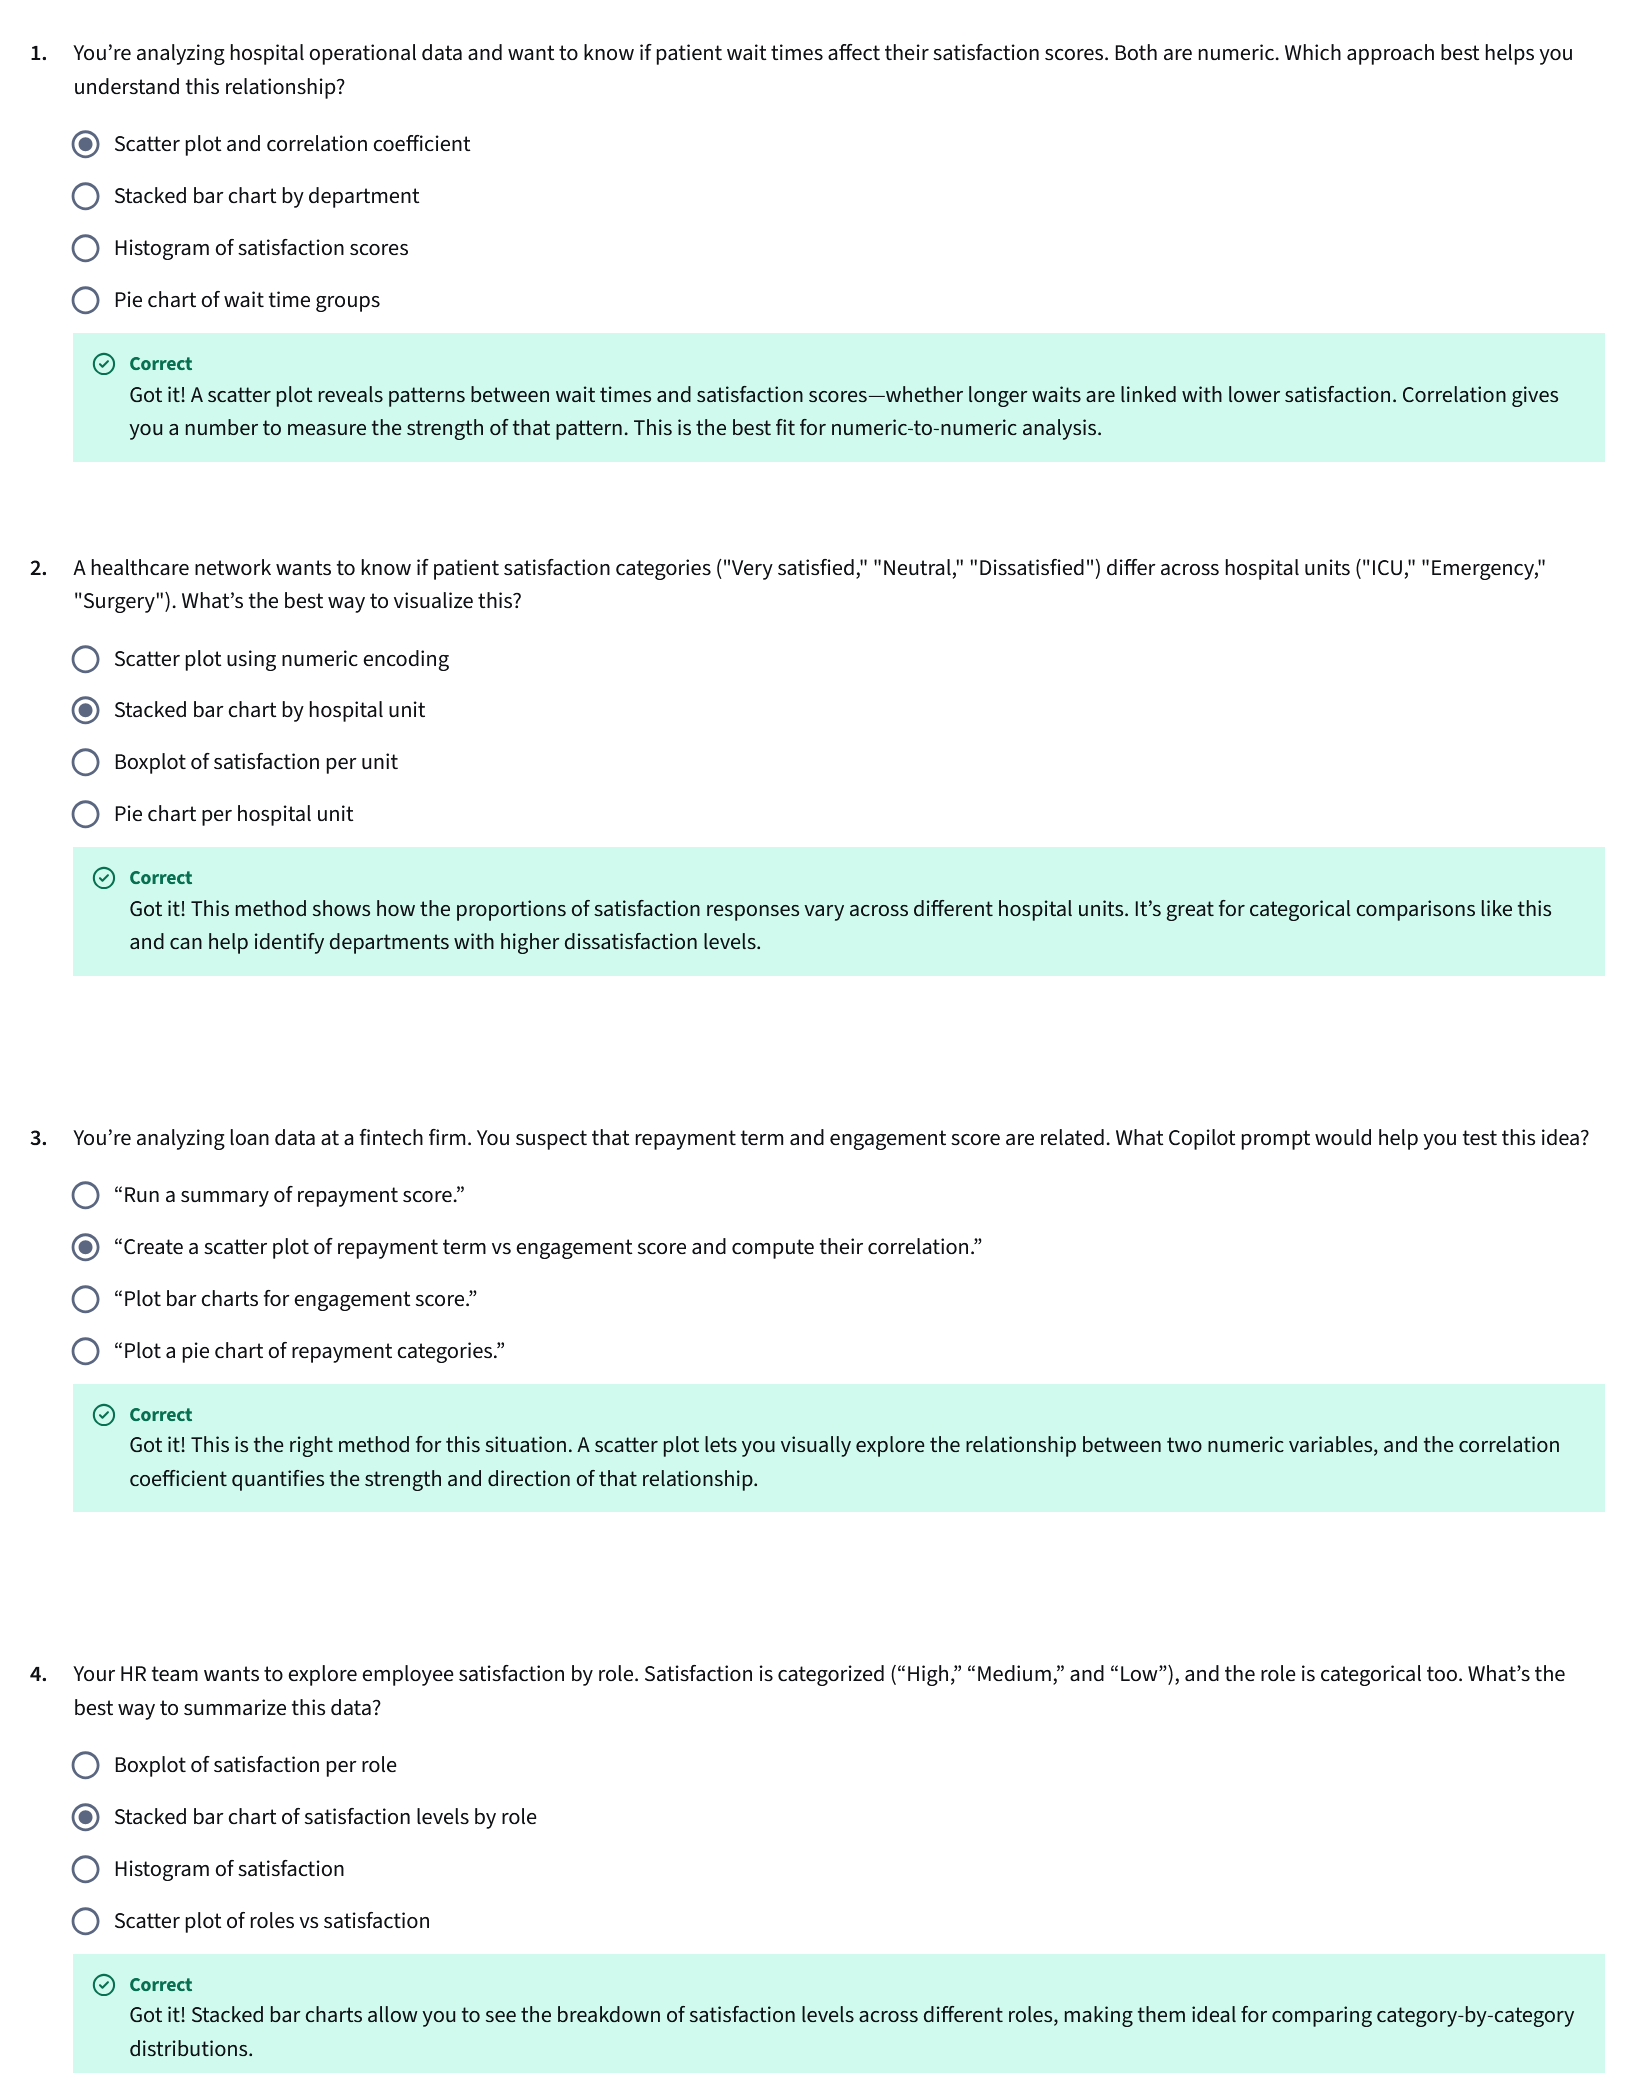 1. You’re analyzing hospital operational data and want to know if patient wait times affect their satisfaction scores. Both are numeric. Which approach best helps you
understand this relationship?
Scatter plot and correlation coefficient
Stacked bar chart by department
Histogram of satisfaction scores
Pie chart of wait time groups
Correct
Got it! A scatter plot reveals patterns between wait times and satisfaction scores—whether longer waits are linked with lower satisfaction. Correlation gives
you a number to measure the strength of that pattern. This is the best fit for numeric-to-numeric analysis.
2. A healthcare network wants to know if patient satisfaction categories ("Very satisfied," "Neutral," "Dissatisfied") differ across hospital units ("ICU," "Emergency,"
"Surgery"). What’s the best way to visualize this?
Scatter plot using numeric encoding
Stacked bar chart by hospital unit
Boxplot of satisfaction per unit
Pie chart per hospital unit
Correct
Got it! This method shows how the proportions of satisfaction responses vary across different hospital units. It’s great for categorical comparisons like this
and can help identify departments with higher dissatisfaction levels.
3. You’re analyzing loan data at a fintech firm. You suspect that repayment term and engagement score are related. What Copilot prompt would help you test this idea?
“Run a summary of repayment score.”
“Create a scatter plot of repayment term vs engagement score and compute their correlation.”
“Plot bar charts for engagement score.”
“Plot a pie chart of repayment categories.”
Correct
Got it! This is the right method for this situation. A scatter plot lets you visually explore the relationship between two numeric variables, and the correlation
coefficient quantifies the strength and direction of that relationship.
4. Your HR team wants to explore employee satisfaction by role. Satisfaction is categorized (“High,” “Medium,” and “Low”), and the role is categorical too. What’s the
best way to summarize this data?
Boxplot of satisfaction per role
Stacked bar chart of satisfaction levels by role
Histogram of satisfaction
Scatter plot of roles vs satisfaction
Correct
Got it! Stacked bar charts allow you to see the breakdown of satisfaction levels across different roles, making them ideal for comparing category-by-category
distributions.